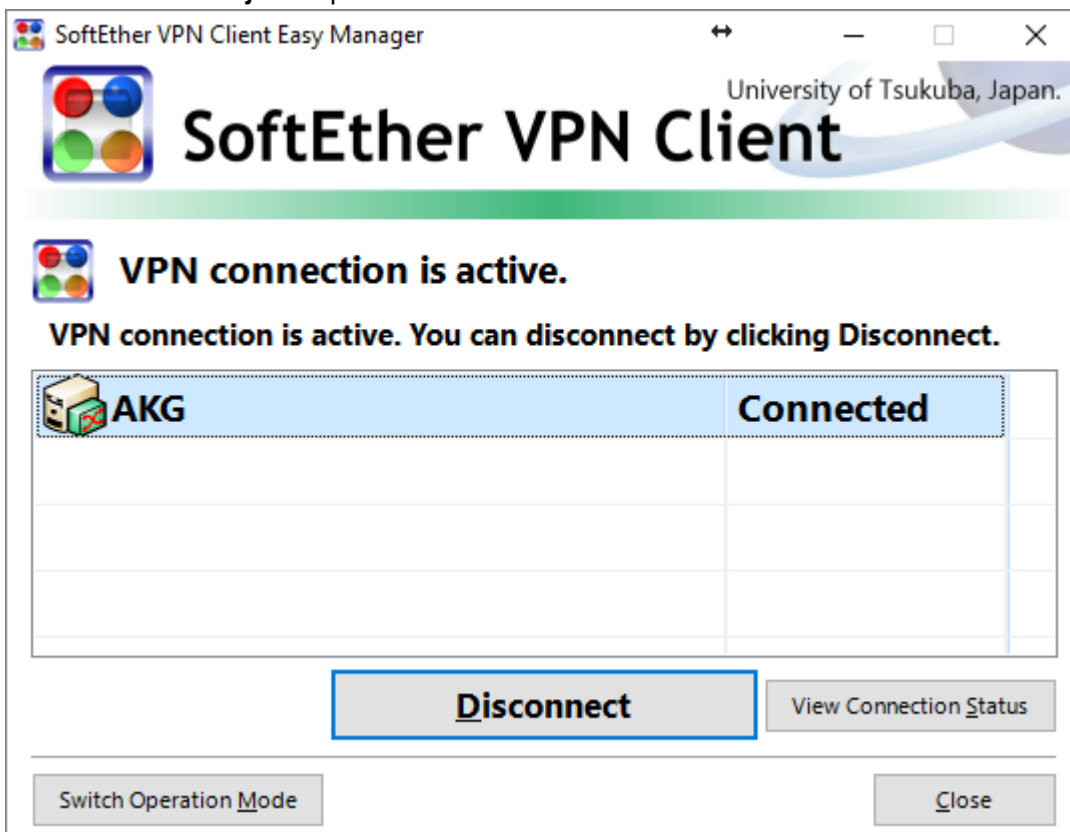 SoftEther VPN Client Easy Manager
University of Tsukuba, Japan.
SoftEther VPN Client
VPN connection is active.
VPN connection is active. You can disconnect by clicking Disconnect.
AKG Connected
Disconnect View Connection Status
Switch Operation Mode Close